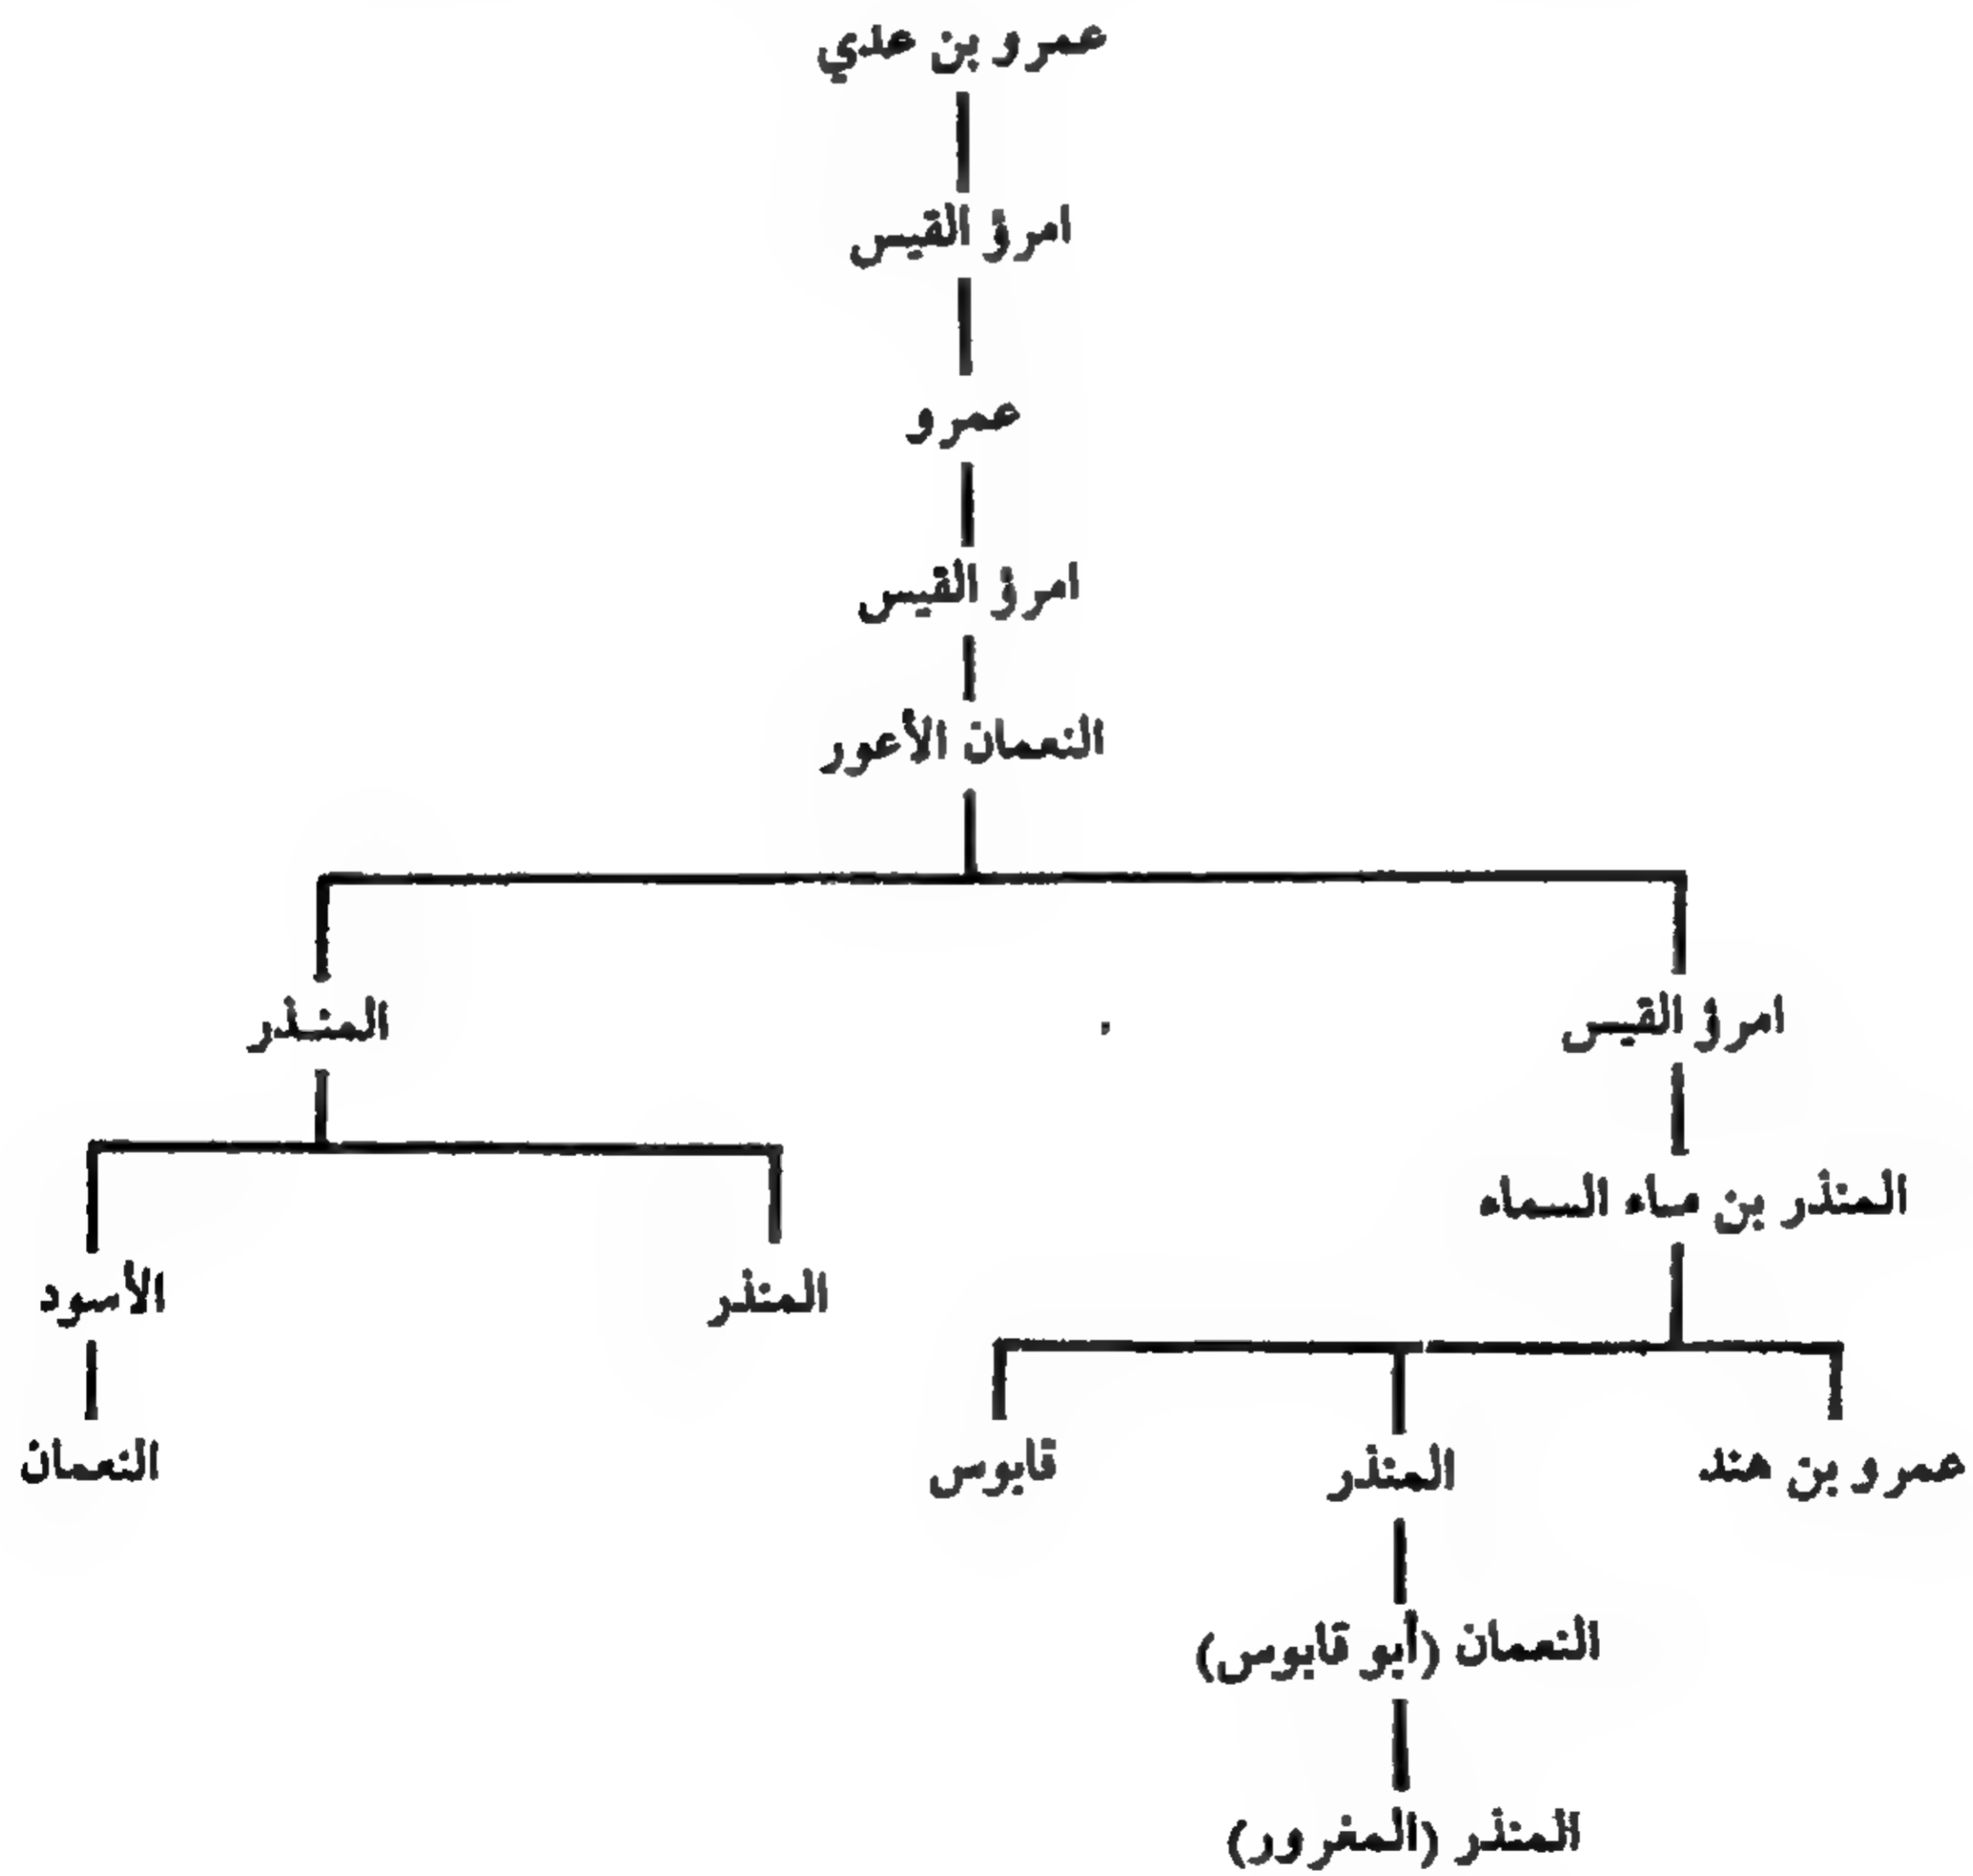 عمرو بن عدي
امرؤ القيس
عمرو
امرؤ القيس
النعمان الأعور
امرؤ القيس
المنذر
المنذر بن ماء السماء
المنذر
الأسود
عمرو بن هند
المنذر
قابوس
النعمان
النعمان (أبو قابوس)
المنذر (المغرور)